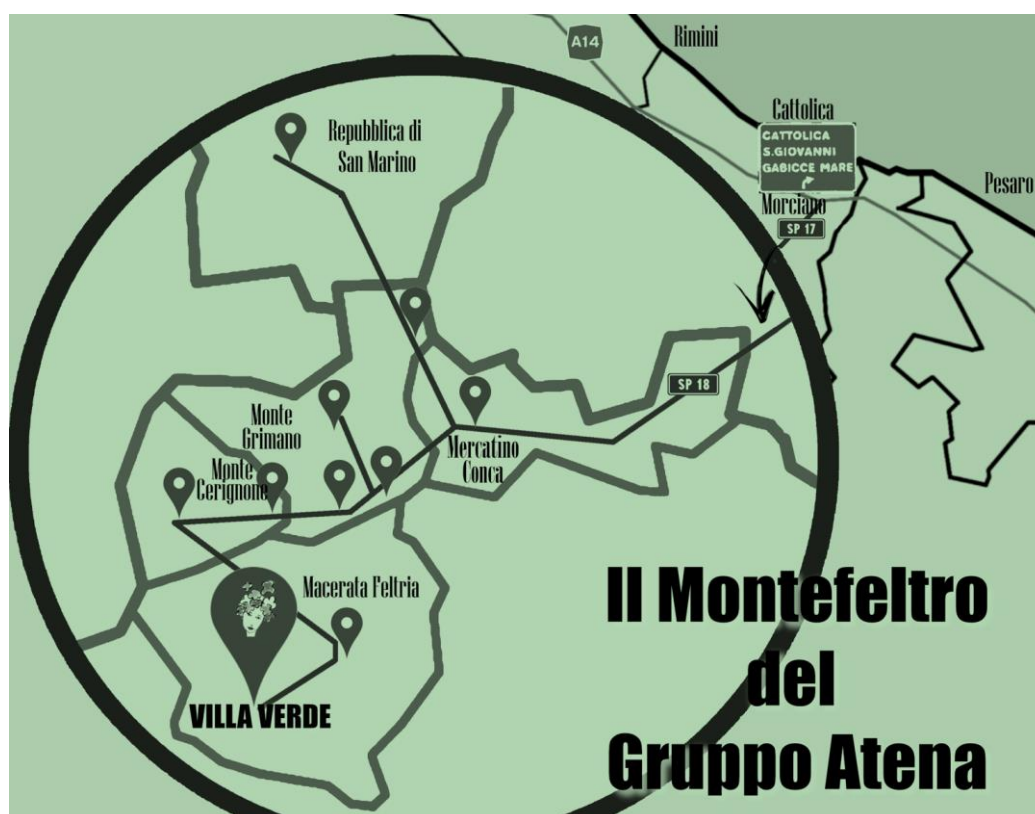 A14
Rimini
Cattolica
CATTOLICA
S.GIOVANNI
GABICCE MARE
Morciano
SP 17
Pesaro
Repubblica di
San Marino
SP 18
Monte
Grimano
Mercatino
Conca
Monte
Cerignone
Macerata Feltria
VILLA VERDE
Il Montefeltro
del
Gruppo Atena